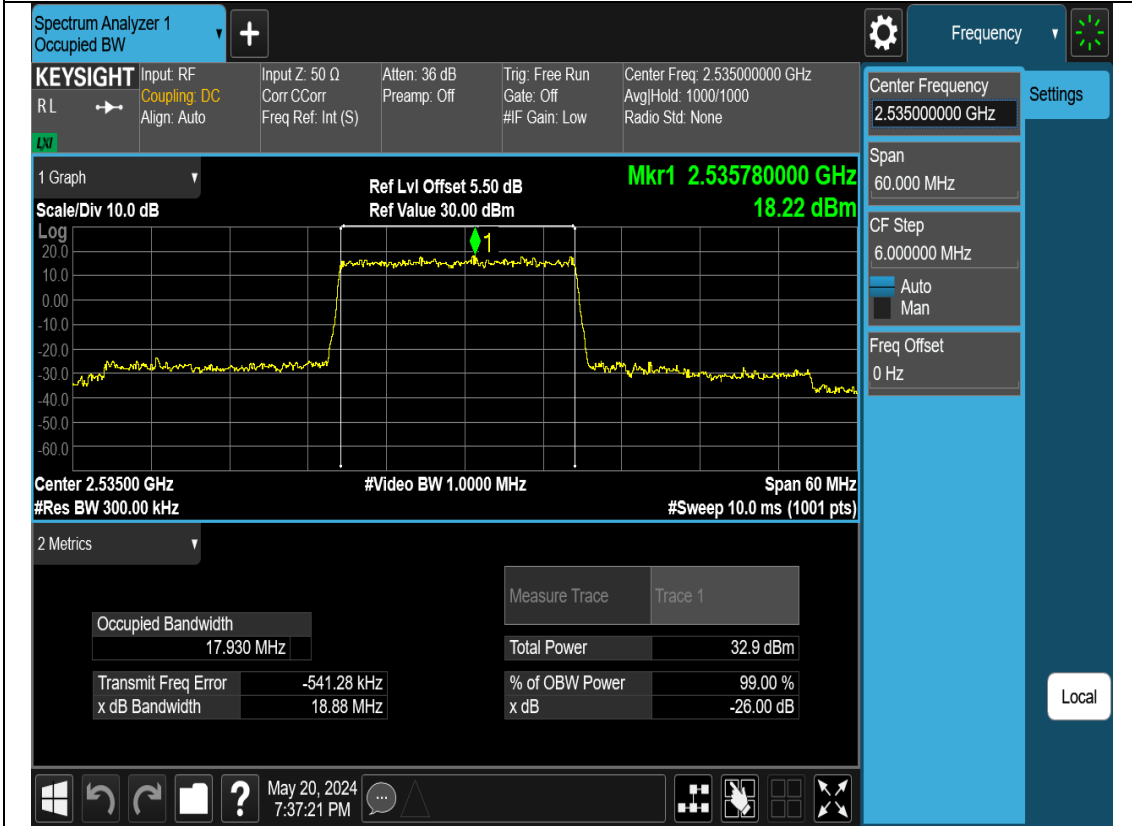 Spectrum Analyzer 1
Occupied BW
+
Frequency
KEYSIGHT
R L
LXI
Input: RF
Coupling: DC
Align: Auto
Input Z: 50 Ω
Corr CCorr
Freq Ref: Int (S)
Atten: 36 dB
Preamp: Off
Trig: Free Run
Gate: Off
#IF Gain: Low
Center Freq: 2.535000000 GHz
Avg|Hold: 1000/1000
Radio Std: None
Center Frequency
2.535000000 GHz
Settings
Span
60.000 MHz
CF Step
6.000000 MHz
Auto
Man
Freq Offset
0 Hz
Local
1 Graph
Scale/Div 10.0 dB
Ref Lvl Offset 5.50 dB
Ref Value 30.00 dBm
Mkr1 2.535780000 GHz
18.22 dBm
Log
20.0
10.0
0.00
-10.0
-20.0
-30.0
-40.0
-50.0
-60.0
1
Center 2.53500 GHz
#Res BW 300.00 kHz
#Video BW 1.0000 MHz
Span 60 MHz
#Sweep 10.0 ms (1001 pts)
2 Metrics
Measure Trace Trace 1
Occupied Bandwidth
17.930 MHz
Total Power 32.9 dBm
Transmit Freq Error -541.28 kHz
% of OBW Power 99.00 %
x dB Bandwidth 18.88 MHz
x dB -26.00 dB
?
May 20, 2024
7:37:21 PM